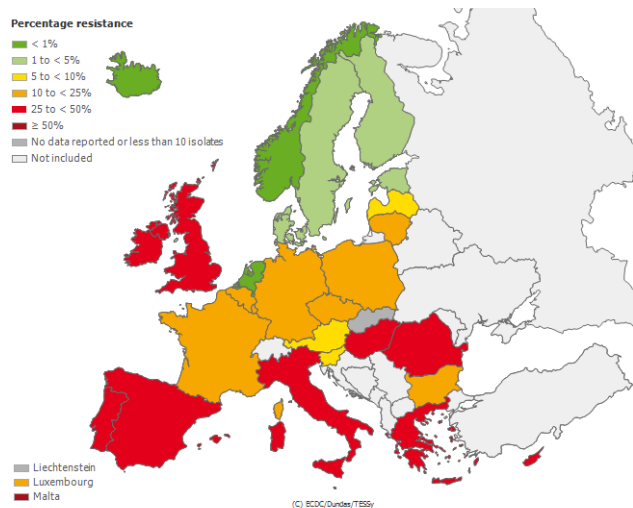 Percentage resistance
< 1%
1 to < 5%
5 to < 10%
10 to < 25%
25 to < 50%
≥ 50%
No data reported or less than 10 isolates
Not included
Liechtenstein
Luxembourg
Malta
(C) ECDC/Dundas/TESSy